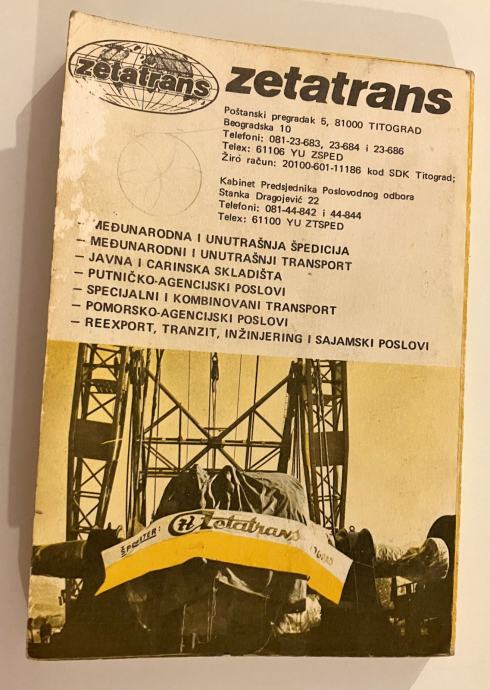 zetatrans
zetatrans
Poštanski pregradak 5, 81000 TITOGRAD
Beogradska 10
Telefoni: 081-23-683, 23-684 i 23-686
Telex: 61106 YU ZSPED
Žiro račun: 20100-601-11186 kod SDK Titograd;
Kabinet Predsjednika Poslovodnog odbora
Stanka Dragojević 22
Telefoni: 081-44-842 i 44-844
Telex: 61100 YU ZTSPED
— MEĐUNARODNA I UNUTRAŠNJA ŠPEDICIJA
— MEĐUNARODNI I UNUTRAŠNJI TRANSPORT
— JAVNA I CARINSKA SKLADIŠTA
— PUTNIČKO-AGENCIJSKI POSLOVI
— SPECIJALNI I KOMBINOVANI TRANSPORT
— POMORSKO-AGENCIJSKI POSLOVI
— REEXPORT, TRANZIT, INŽINJERING I SAJAMSKI POSLOVI
Zetatrans